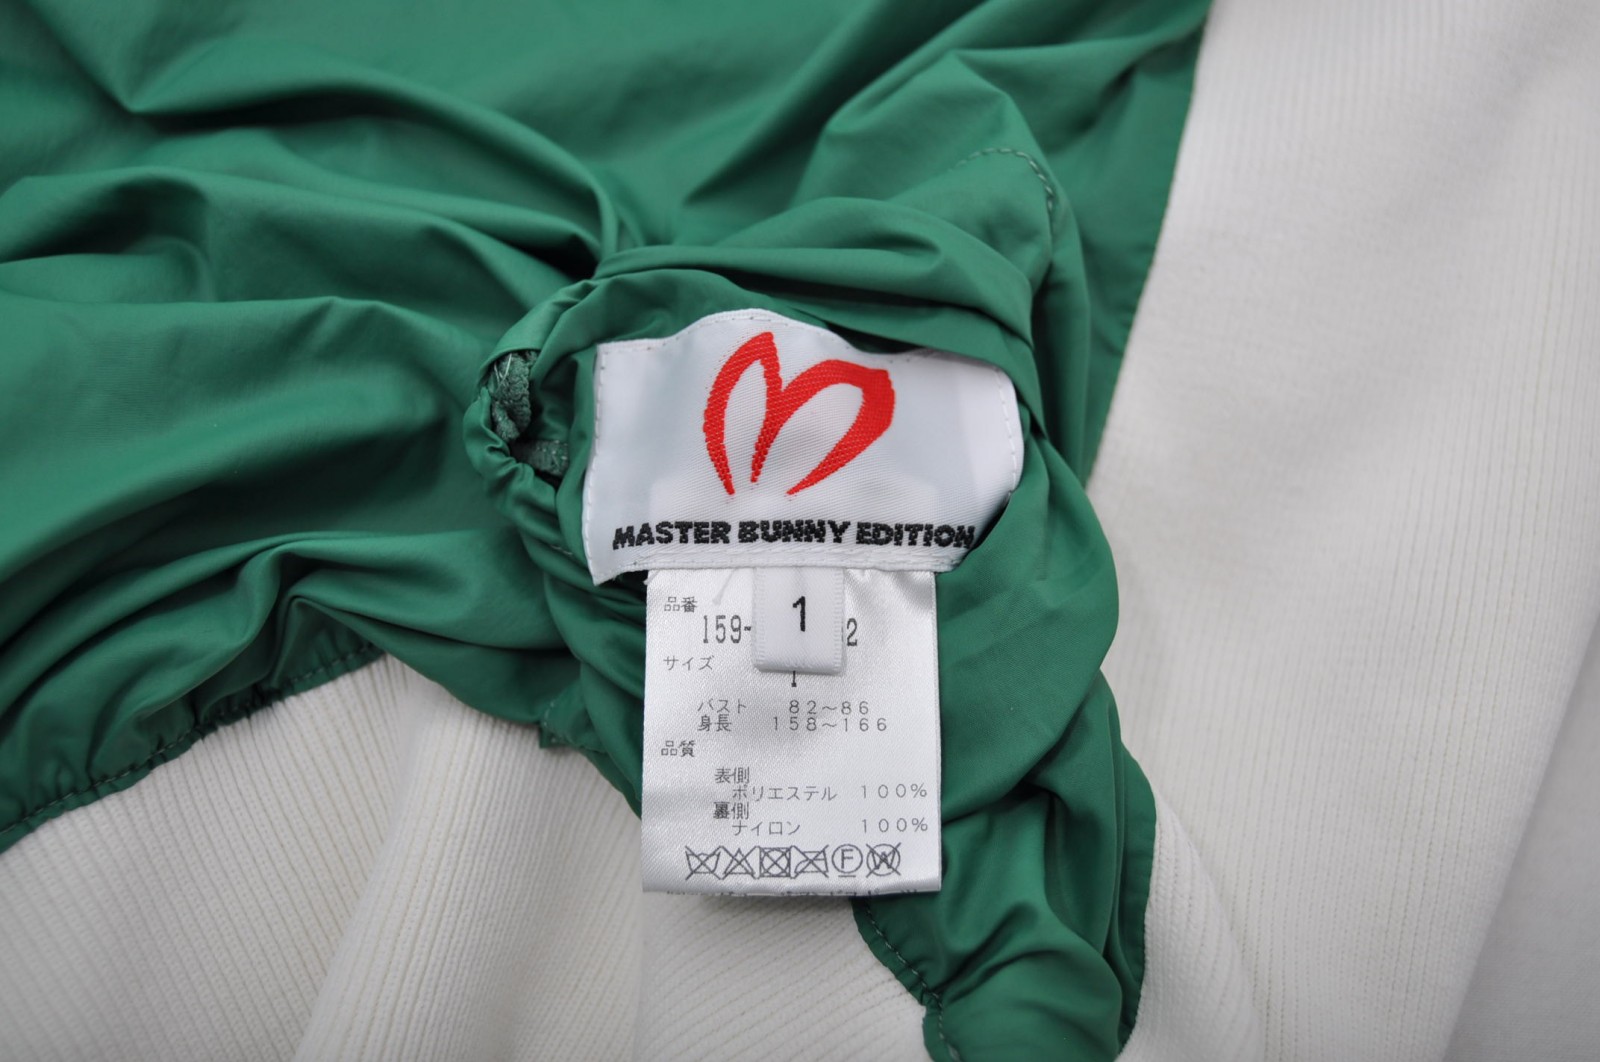 MASTER BUNNY EDITION
1
品番
159-
2
サイズ
1
バスト 82～86
身長 158～166
品質
表側
ポリエステル 100%
裏側
ナイロン 100%
F W